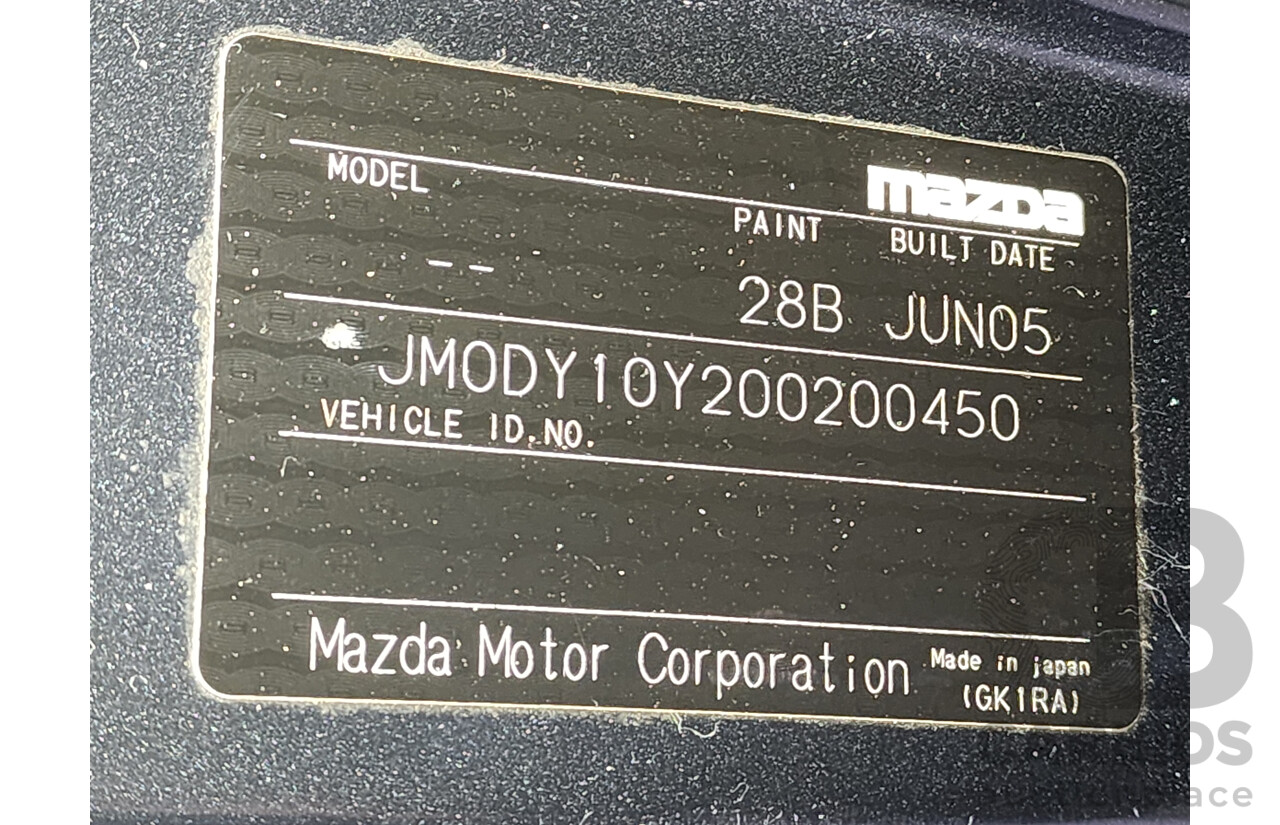 mazda
MODEL PAINT BUILT DATE
-- 28B JUN05
JM0DY10Y200200450
VEHICLE ID.NO.
Mazda Motor Corporation Made in japan
(GK1RA)